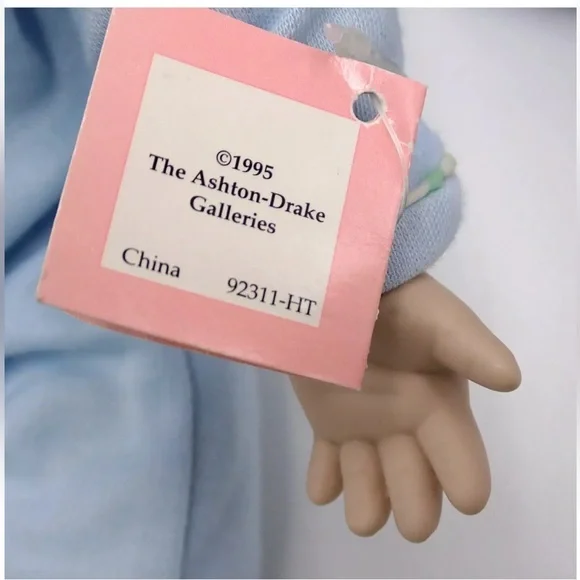 ©1995
The Ashton-Drake
Galleries
China
92311-HT